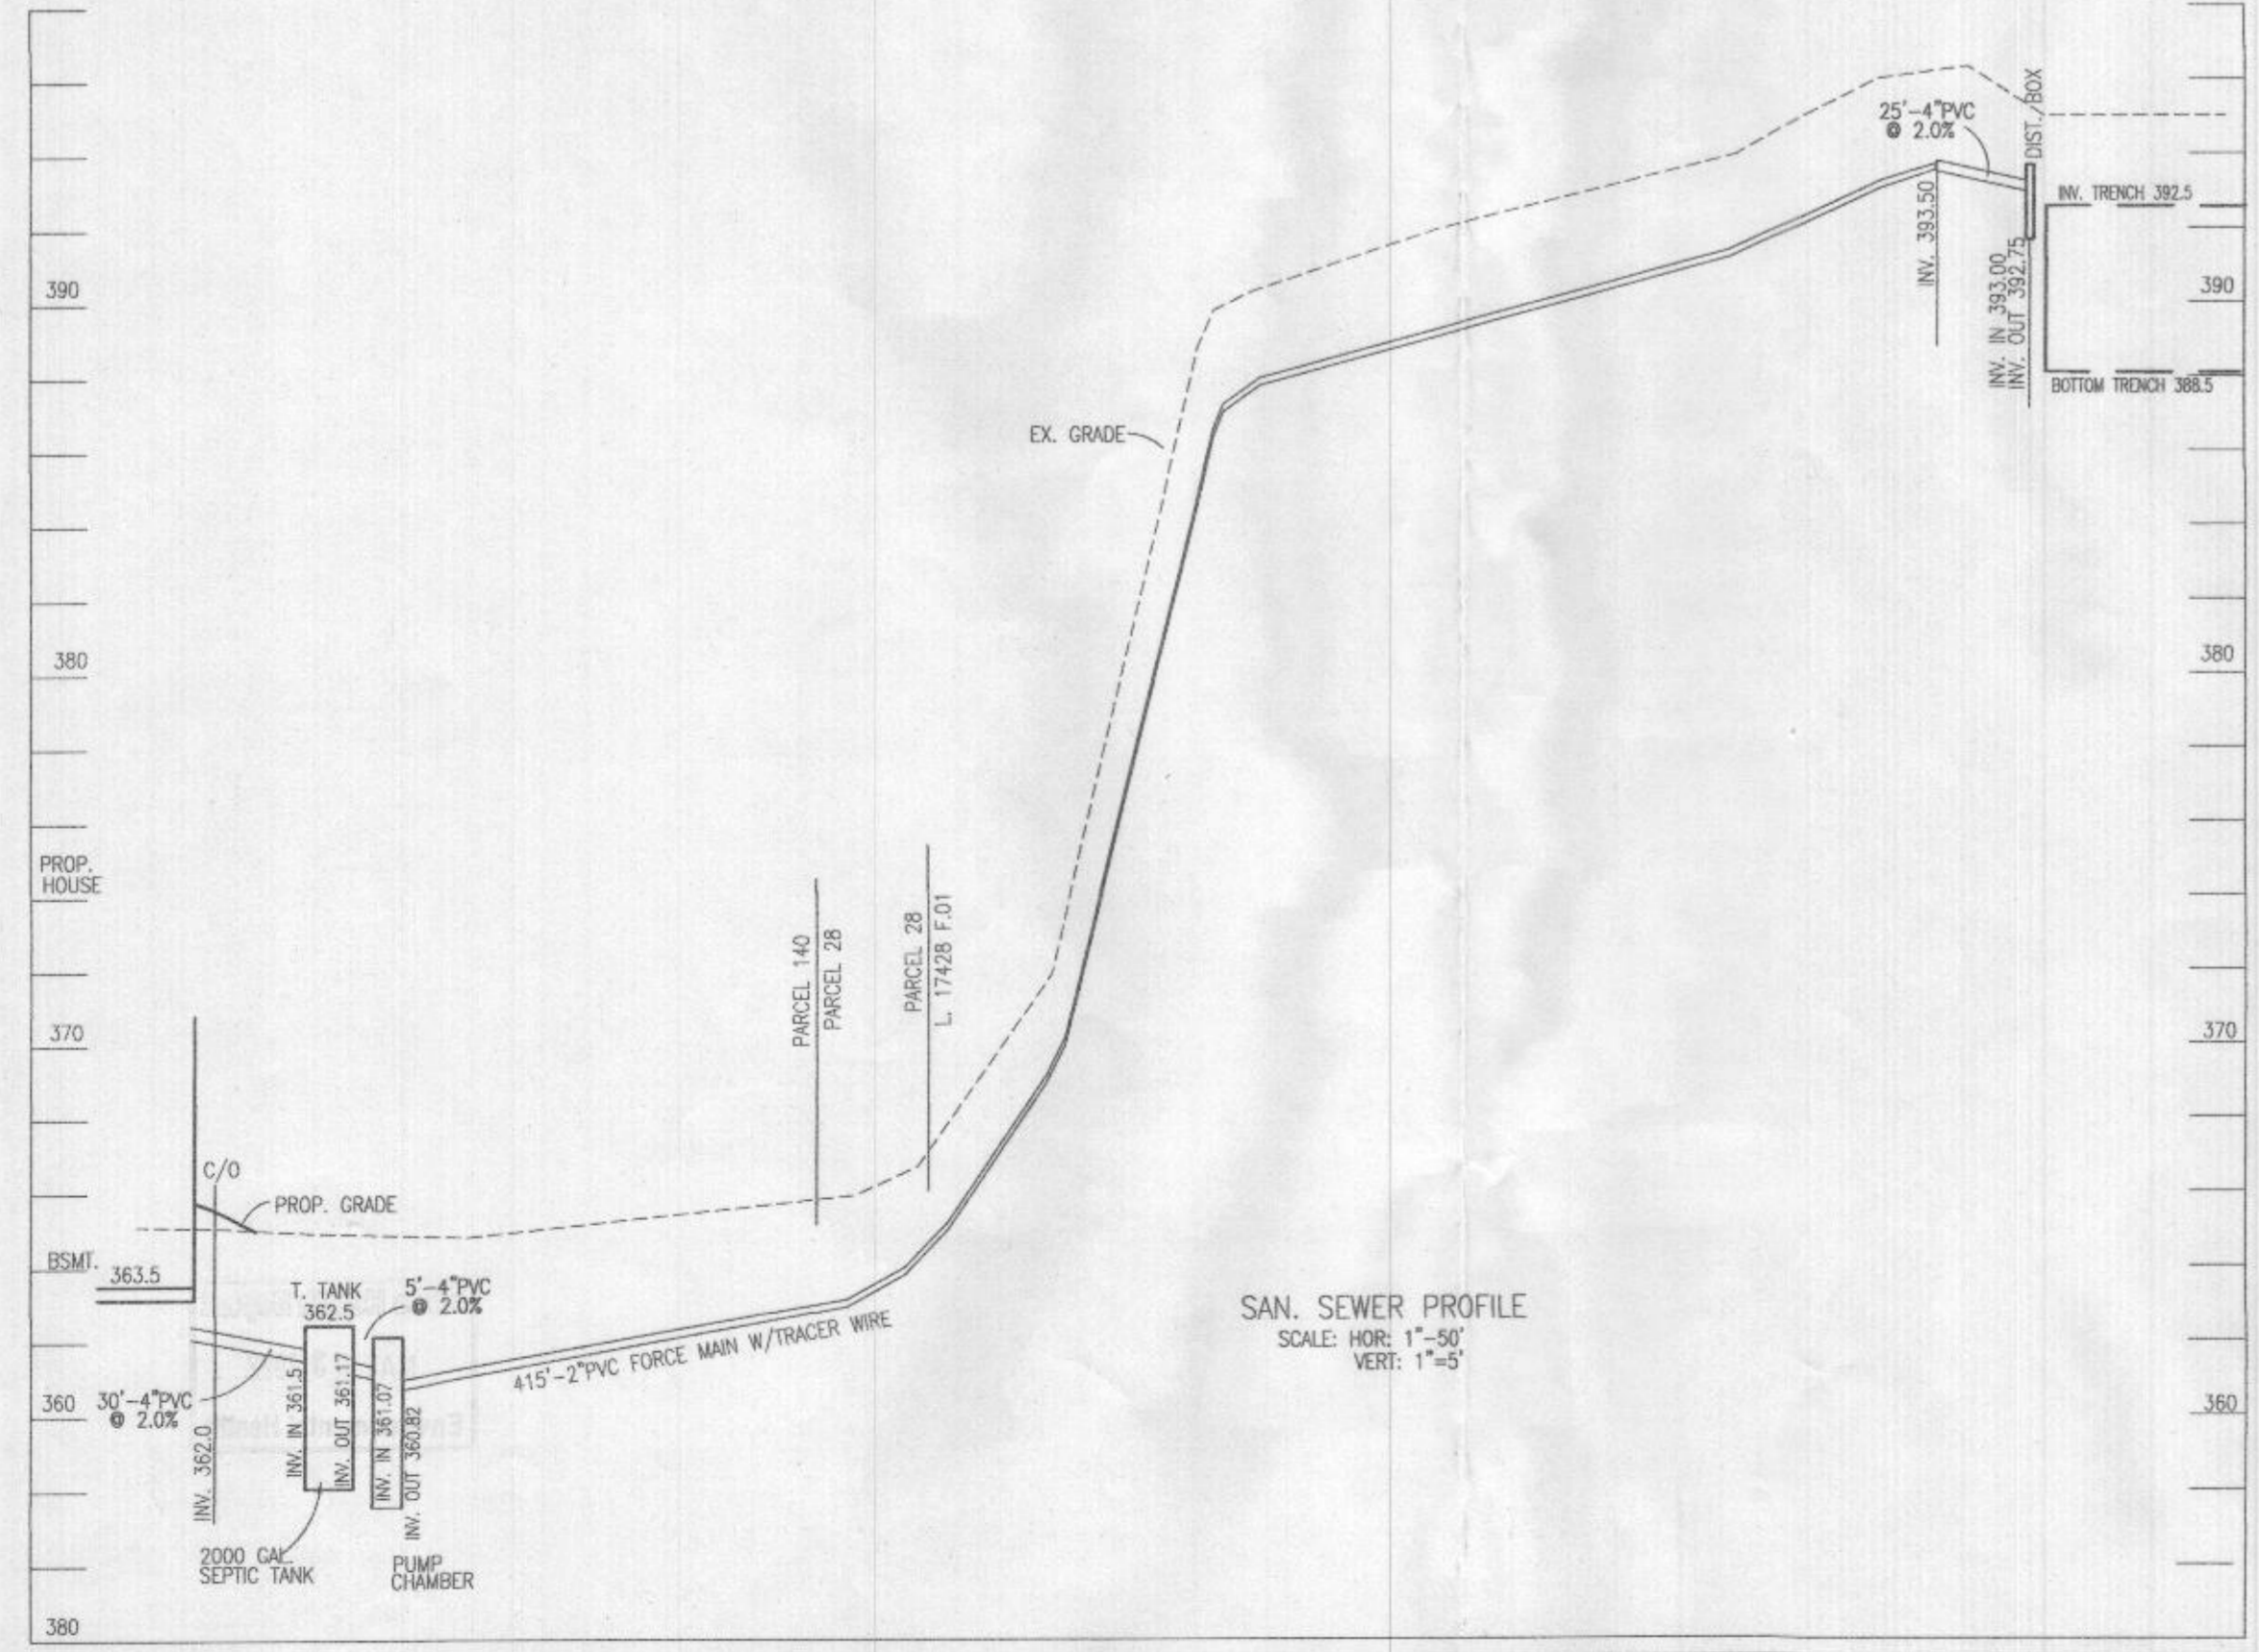 25'-4"PVC
@ 2.0%
DIST. BOX
INV. TRENCH 392.5
INV. 393.50
INV. IN 393.00
INV. OUT 392.75
BOTTOM TRENCH 388.5
390
390
EX. GRADE
380
380
PROP.
HOUSE
PARCEL 140
PARCEL 28
PARCEL 28
L. 17428 F.01
370
370
C/O
PROP. GRADE
BSMT.
363.5
T. TANK
362.5
5'-4"PVC
@ 2.0%
415'-2"PVC FORCE MAIN W/TRACER WIRE
SAN. SEWER PROFILE
SCALE: HOR: 1"-50'
VERT: 1"=5'
360
30'-4"PVC
@ 2.0%
360
INV. 362.0
INV. IN 361.5
INV. OUT 361.17
INV. IN 361.07
INV. OUT 360.82
2000 GAL.
SEPTIC TANK
PUMP
CHAMBER
380